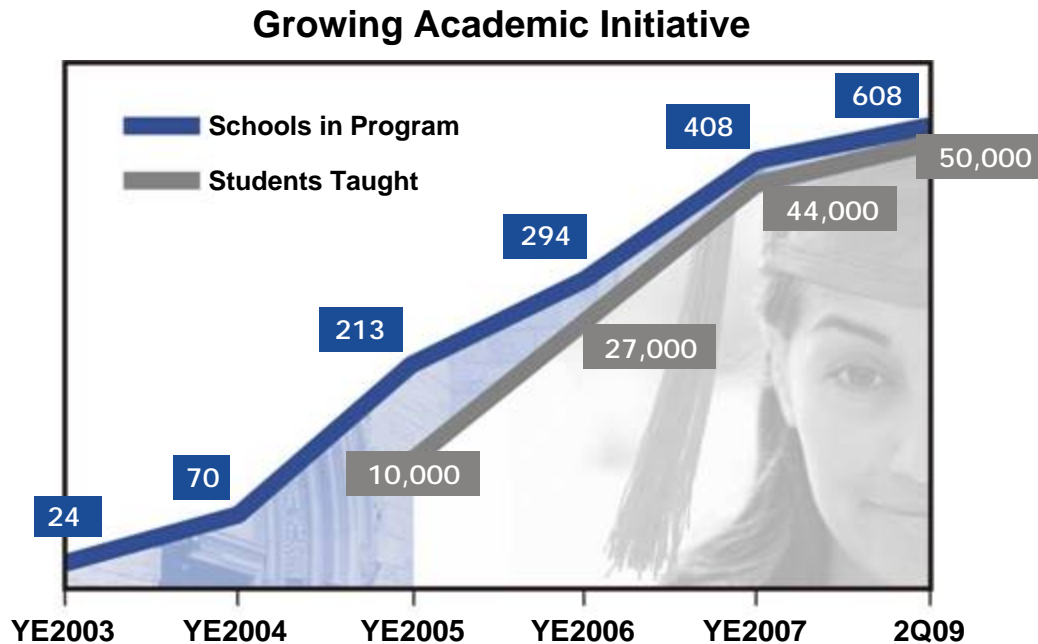 Growing Academic Initiative
Schools in Program
Students Taught
608
408
50,000
44,000
294
213
27,000
70
10,000
24
YE2003 YE2004 YE2005 YE2006 YE2007 2Q09